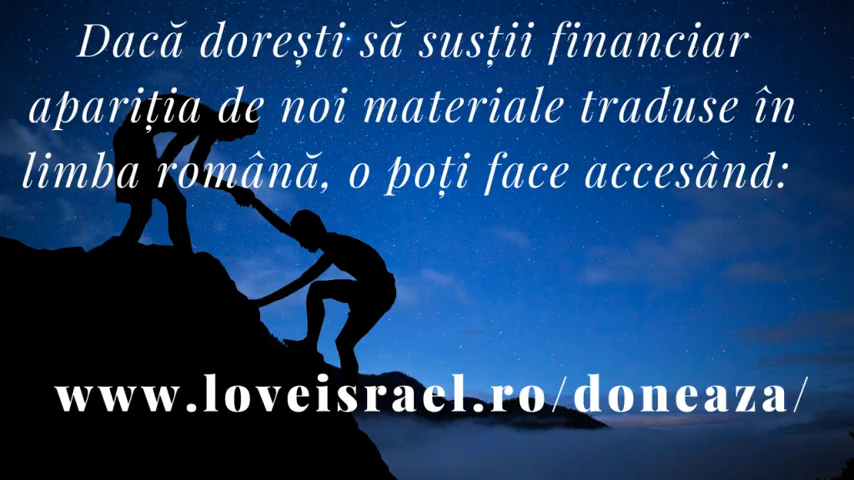 Dacă dorești să susții financiar
apariția de noi materiale traduse în
limba română, o poți face accesând:
www.loveisrael.ro/doneaza/